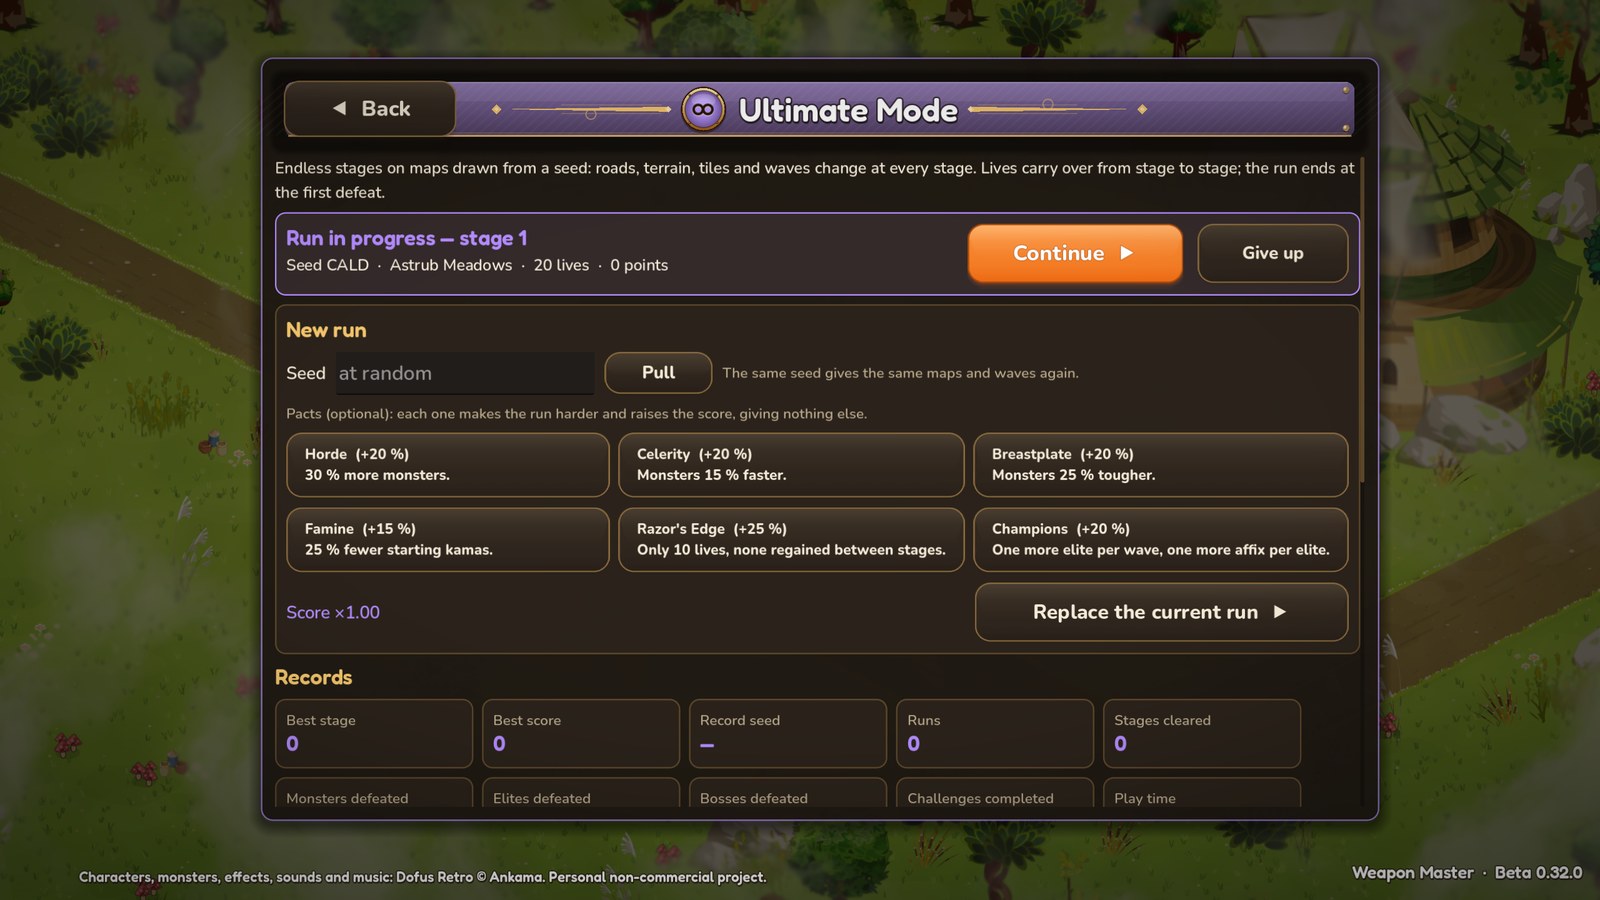 Back
Ultimate Mode
Endless stages on maps drawn from a seed: roads, terrain, tiles and waves change at every stage. Lives carry over from stage to stage; the run ends at
the first defeat.
Run in progress – stage 1
Seed CALD · Astrub Meadows · 20 lives · 0 points
Continue
Give up
New run
Seed at random
Pull
The same seed gives the same maps and waves again.
Pacts (optional): each one makes the run harder and raises the score, giving nothing else.
Horde (+20 %)
30 % more monsters.
Celerity (+20 %)
Monsters 15 % faster.
Breastplate (+20 %)
Monsters 25 % tougher.
Famine (+15 %)
25 % fewer starting kamas.
Razor's Edge (+25 %)
Only 10 lives, none regained between stages.
Champions (+20 %)
One more elite per wave, one more affix per elite.
Score ×1.00
Replace the current run
Records
Best stage
0
Best score
0
Record seed
–
Runs
0
Stages cleared
0
Monsters defeated
Elites defeated
Bosses defeated
Challenges completed
Play time
Characters, monsters, effects, sounds and music: Dofus Retro © Ankama. Personal non-commercial project.
Weapon Master · Beta 0.32.0